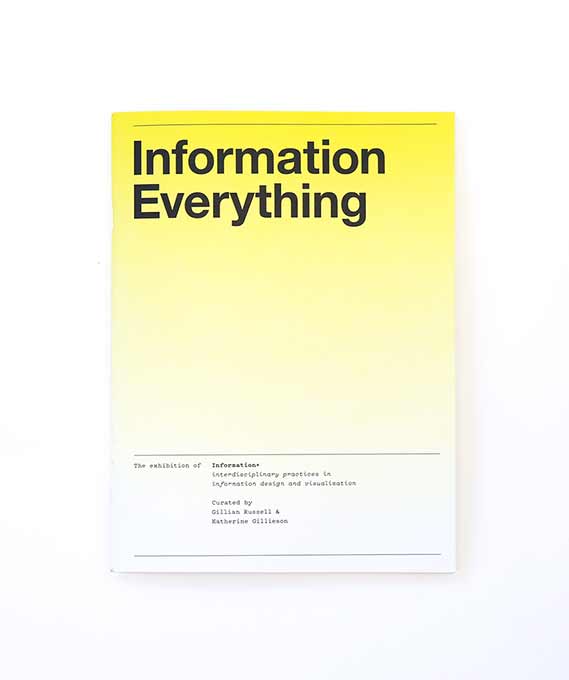 Information
Everything
The exhibition of Information+
interdisciplinary practices in
information design and visualization
Curated by
Gillian Russell &
Katherine Gillieson